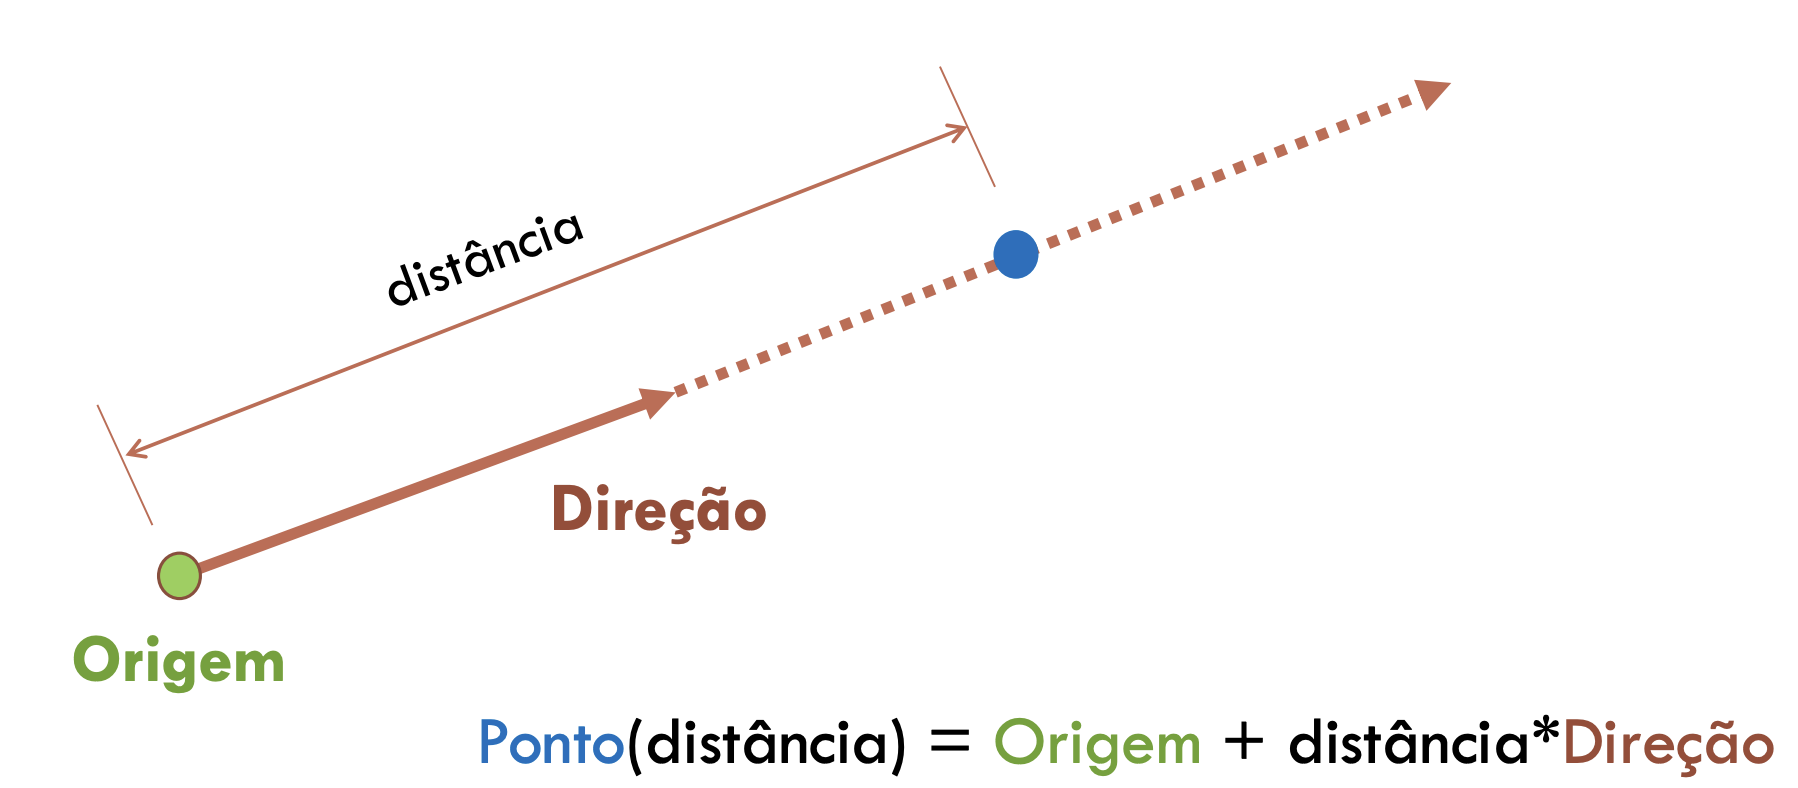 distância
Direção
Origem
Ponto(distância) = Origem + distância*Direção